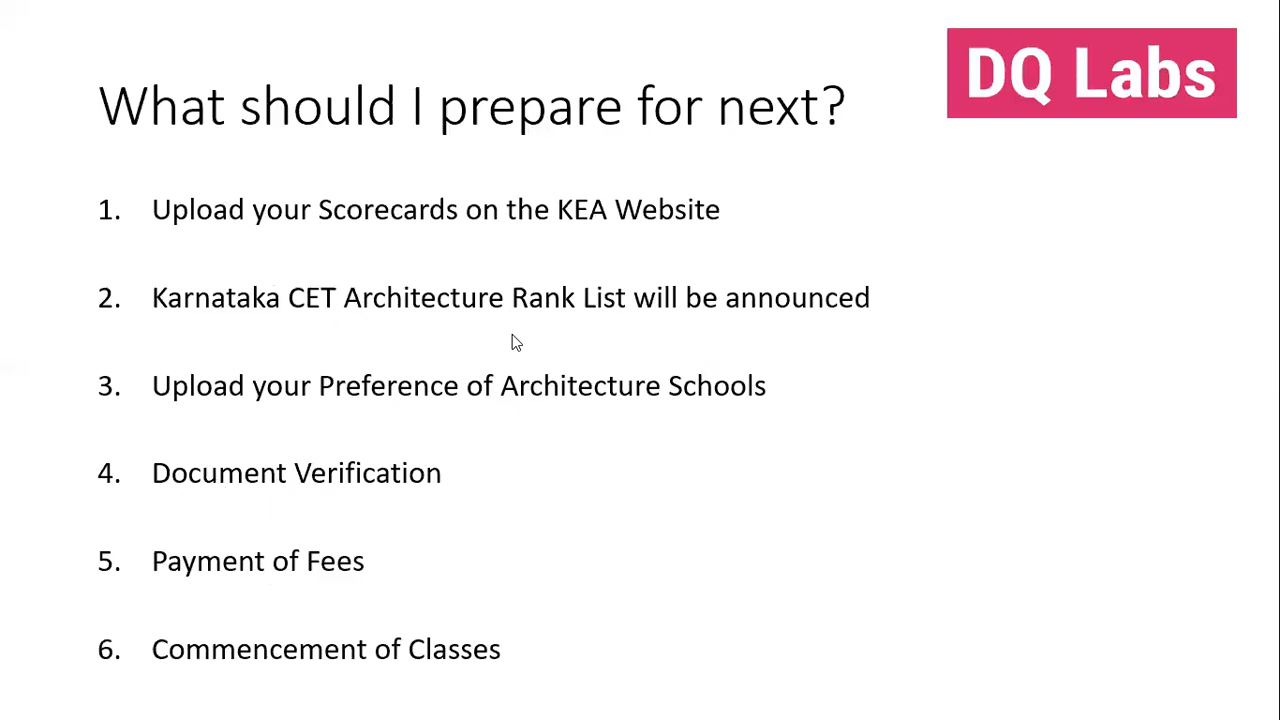 DQ Labs
What should I prepare for next?
1. Upload your Scorecards on the KEA Website
2. Karnataka CET Architecture Rank List will be announced
3. Upload your Preference of Architecture Schools
4. Document Verification
5. Payment of Fees
6. Commencement of Classes